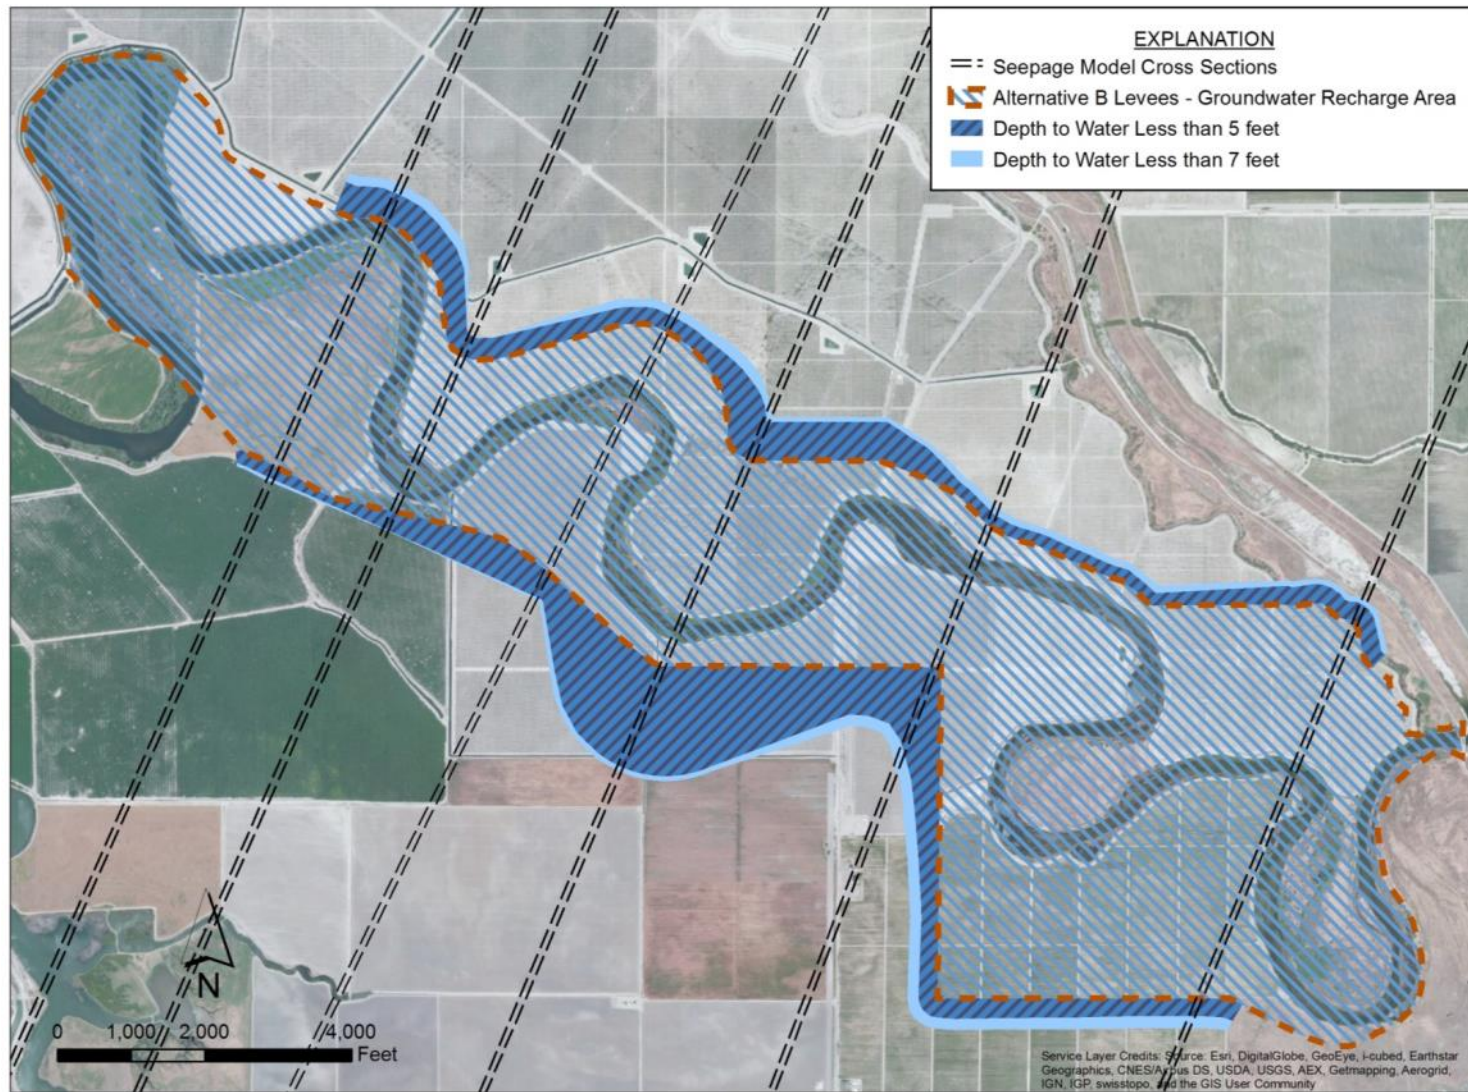 EXPLANATION
Seepage Model Cross Sections
Alternative B Levees - Groundwater Recharge Area
Depth to Water Less than 5 feet
Depth to Water Less than 7 feet
N
0 1,000 2,000 4,000
Feet
Service Layer Credits: Source: Esri, DigitalGlobe, GeoEye, i-cubed, Earthstar
Geographics, CNES/Airbus DS, USDA, USGS, AEX, Getmapping, Aerogrid,
IGN, IGP, swisstopo, and the GIS User Community